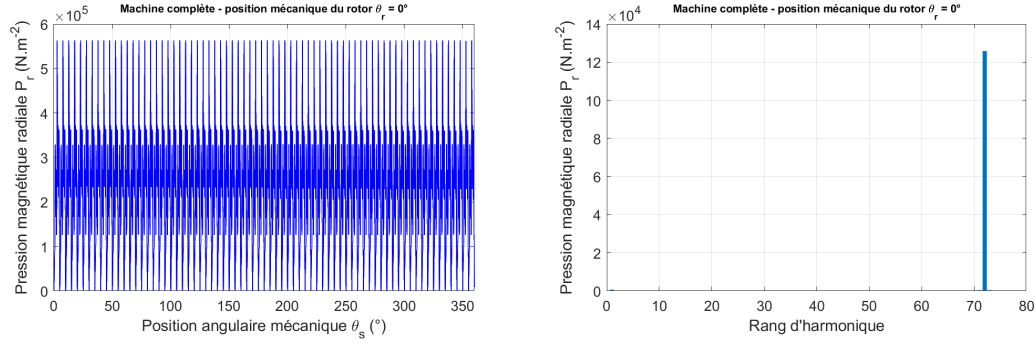 Machine complète - position mécanique du rotor θr = 0°
×10^5
Pression magnétique radiale Pr (N.m-2)
6
5
4
3
2
1
0
0 50 100 150 200 250 300 350
Position angulaire mécanique θs (°)
Machine complète - position mécanique du rotor θr = 0°
×10^4
Pression magnétique radiale Pr (N.m-2)
14
12
10
8
6
4
2
0
0 10 20 30 40 50 60 70 80
Rang d'harmonique